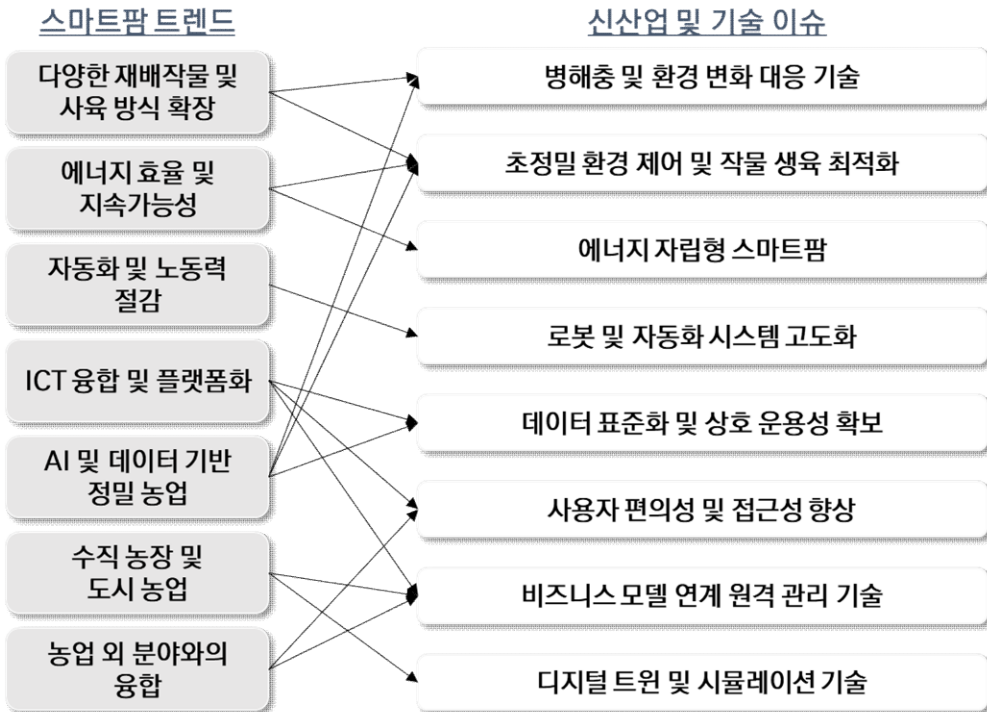 스마트팜 트렌드
다양한 재배작물 및
사육 방식 확장
에너지 효율 및
지속가능성
자동화 및 노동력
절감
ICT 융합 및 플랫폼화
AI 및 데이터 기반
정밀 농업
수직 농장 및
도시 농업
농업 외 분야와의
융합
신산업 및 기술 이슈
병해충 및 환경 변화 대응 기술
초정밀 환경 제어 및 작물 생육 최적화
에너지 자립형 스마트팜
로봇 및 자동화 시스템 고도화
데이터 표준화 및 상호 운용성 확보
사용자 편의성 및 접근성 향상
비즈니스 모델 연계 원격 관리 기술
디지털 트윈 및 시뮬레이션 기술